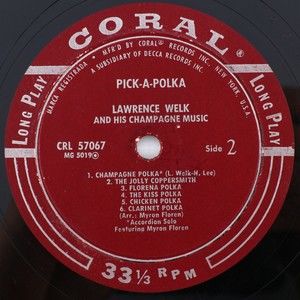 CORAL
MARCA REGISTRADA • MF'D BY CORAL RECORDS INC., NEW YORK, U.S.A.
A SUBSIDIARY OF DECCA RECORDS INC.
LONG PLAY
LONG PLAY
PICK-A-POLKA
LAWRENCE WELK
AND HIS CHAMPAGNE MUSIC
CRL 57067
MG 5019
Side 2
1. CHAMPAGNE POLKA* (L. Welk-H. Lee)
2. THE JOLLY COPPERSMITH
3. FLORENA POLKA
4. THE KISS POLKA
5. CHICKEN POLKA
6. CLARINET POLKA
(Arr.: Myron Floren)
*Accordion Solo
Featuring Myron Floren
33 1/3 RPM